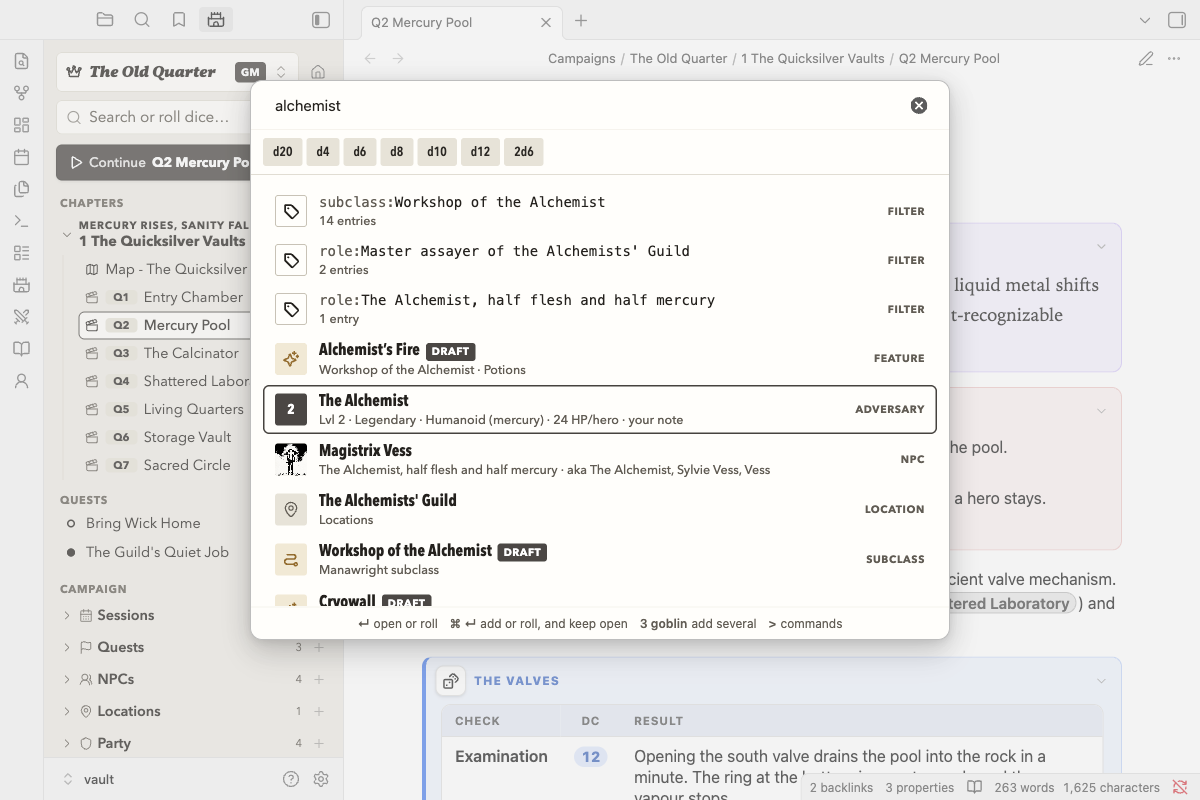 Q2 Mercury Pool
The Old Quarter GM
Campaigns / The Old Quarter / 1 The Quicksilver Vaults / Q2 Mercury Pool
Search or roll dice…
Continue Q2 Mercury Po
CHAPTERS
MERCURY RISES, SANITY FAL
1 The Quicksilver Vaults
Map - The Quicksilver
Q1 Entry Chamber
Q2 Mercury Pool
Q3 The Calcinator
Q4 Shattered Labor
Q5 Living Quarters
Q6 Storage Vault
Q7 Sacred Circle
QUESTS
Bring Wick Home
The Guild's Quiet Job
CAMPAIGN
Sessions
Quests 3
NPCs 4
Locations 1
Party 4
vault
alchemist
d20 d4 d6 d8 d10 d12 2d6
subclass:Workshop of the Alchemist
14 entries
FILTER
role:Master assayer of the Alchemists' Guild
2 entries
FILTER
role:The Alchemist, half flesh and half mercury
1 entry
FILTER
Alchemist's Fire DRAFT
Workshop of the Alchemist · Potions
FEATURE
2
The Alchemist
Lvl 2 · Legendary · Humanoid (mercury) · 24 HP/hero · your note
ADVERSARY
Magistrix Vess
The Alchemist, half flesh and half mercury · aka The Alchemist, Sylvie Vess, Vess
NPC
The Alchemists' Guild
Locations
LOCATION
Workshop of the Alchemist DRAFT
Manawright subclass
SUBCLASS
Cryowall DRAFT
↵ open or roll ⌘ ↵ add or roll, and keep open 3 goblin add several > commands
liquid metal shifts
t-recognizable
he pool.
a hero stays.
cient valve mechanism.
tered Laboratory ) and
THE VALVES
CHECK DC RESULT
Examination 12 Opening the south valve drains the pool into the rock in a
minute. The ring at the
vapour stops.
2 backlinks 3 properties 263 words 1,625 characters